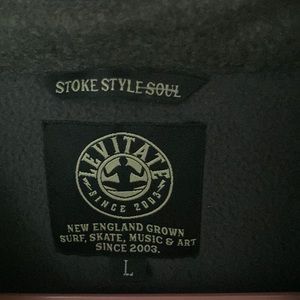 STOKE STYLE SOUL
LEVITATE
SINCE 2003
NEW ENGLAND GROWN
SURF, SKATE, MUSIC & ART
SINCE 2003.
L